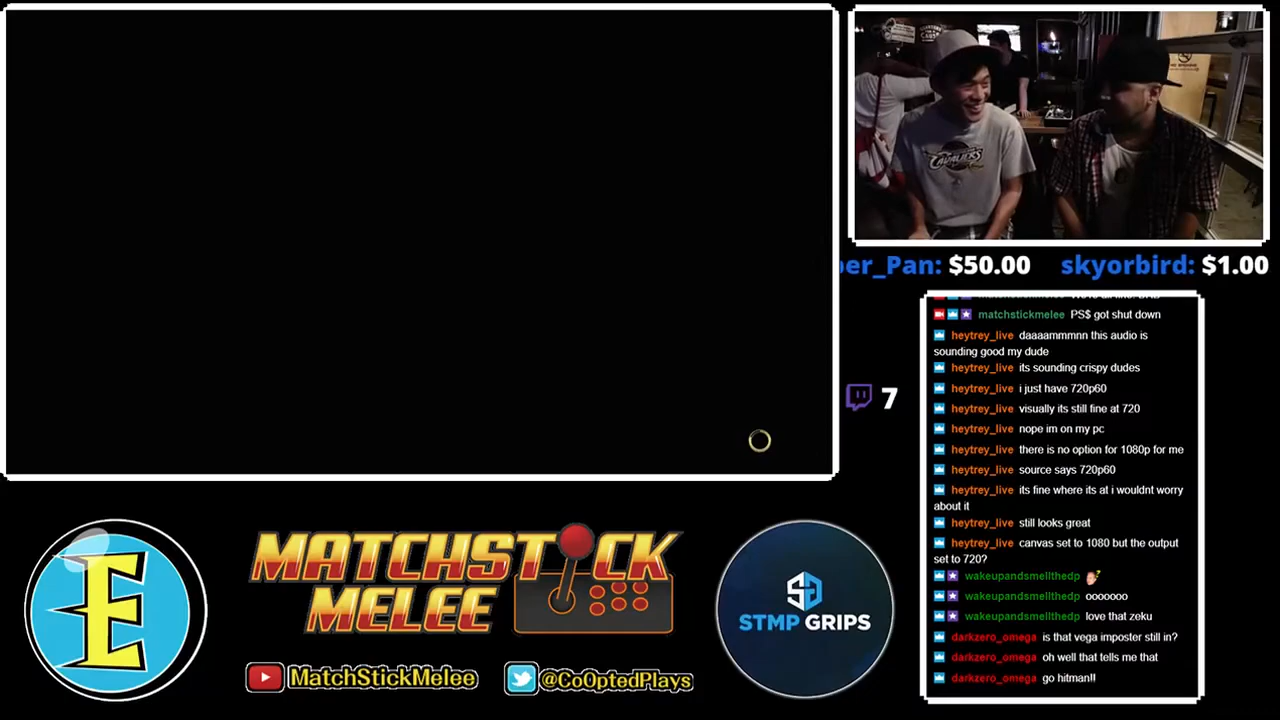 CAVALIERS
per_Pan: $50.00 skyorbird: $1.00
matchstickmelee PS$ got shut down
heytrey_live daaaammmnn this audio is
sounding good my dude
heytrey_live its sounding crispy dudes
heytrey_live i just have 720p60
heytrey_live visually its still fine at 720
heytrey_live nope im on my pc
heytrey_live there is no option for 1080p for me
heytrey_live source says 720p60
heytrey_live its fine where its at i wouldnt worry
about it
heytrey_live still looks great
heytrey_live canvas set to 1080 but the output
set to 720?
wakeupandsmellthedp
wakeupandsmellthedp ooooooo
wakeupandsmellthedp love that zeku
darkzero_omega is that vega imposter still in?
darkzero_omega oh well that tells me that
darkzero_omega go hitman!!
7
E
MATCHSTICK
MELEE
STMP GRIPS
MatchStickMelee
@CoOptedPlays